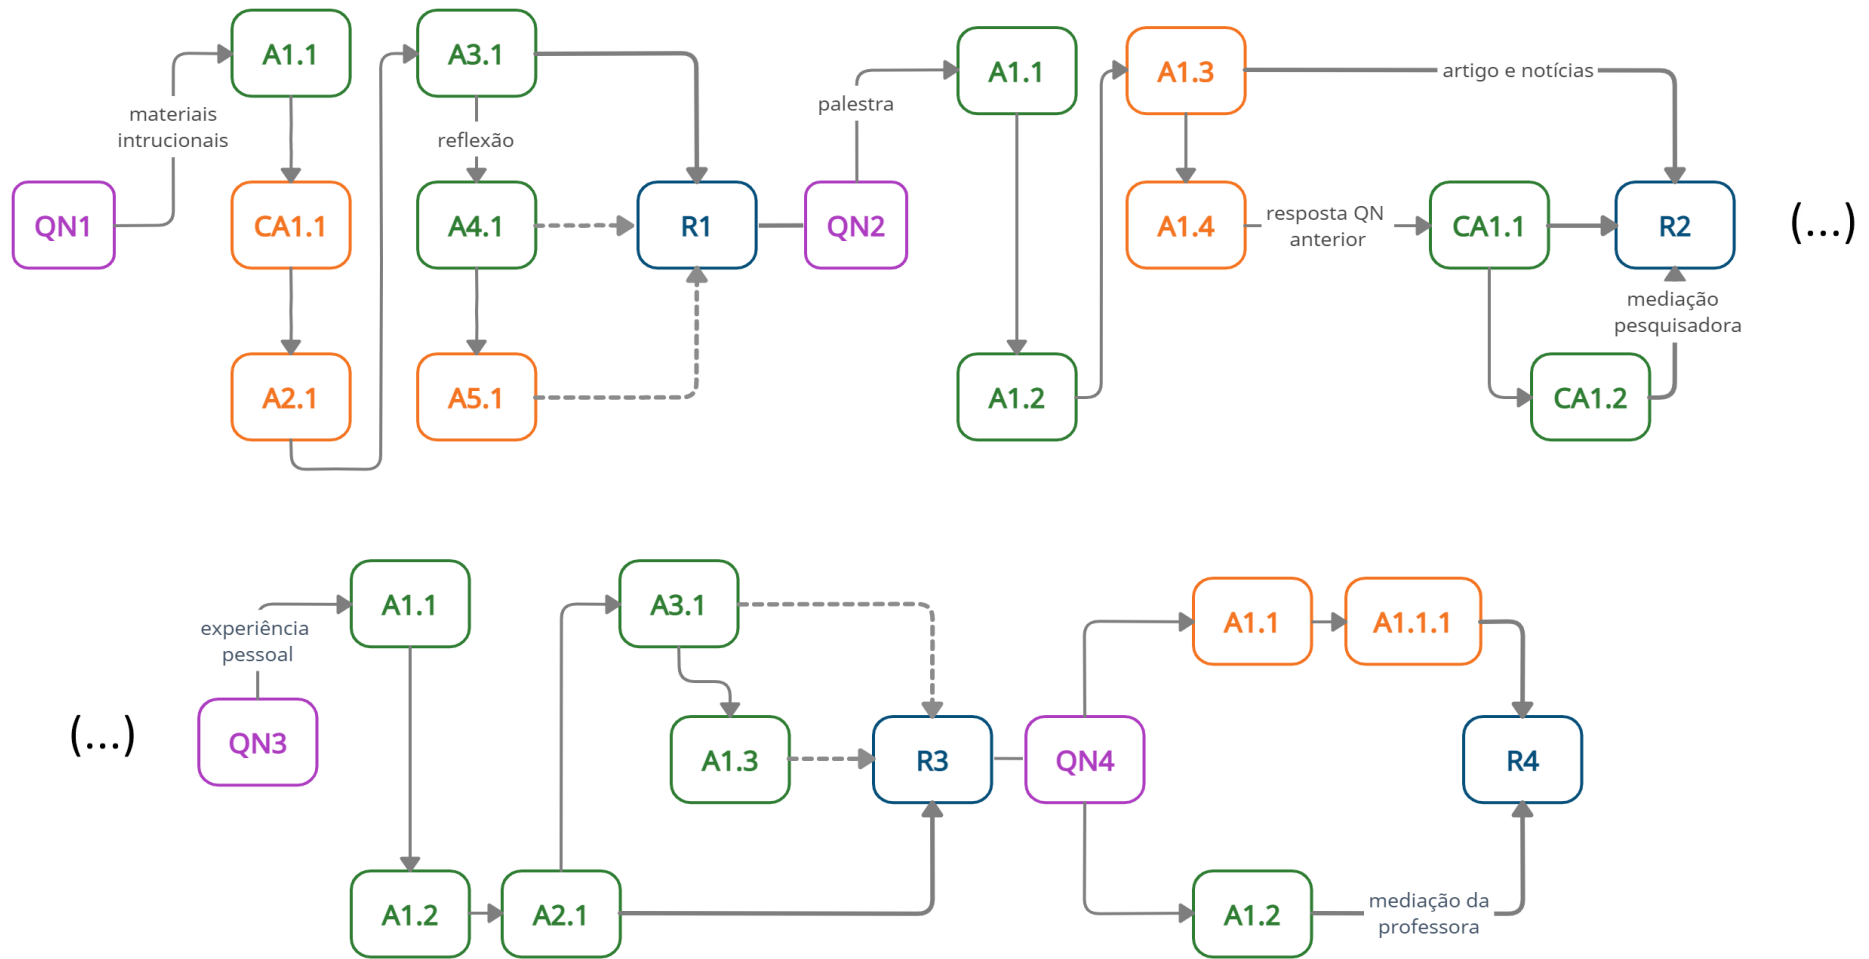 A1.1
A3.1
A1.1
A1.3
artigo e notícias
palestra
materiais
intrucionais
reflexão
QN1
CA1.1
A4.1
R1
QN2
A1.4
resposta QN
anterior
CA1.1
R2
(...)
mediação
pesquisadora
A2.1
A5.1
A1.2
CA1.2
A1.1
A3.1
A1.1
A1.1.1
experiência
pessoal
(...)
QN3
A1.3
R3
QN4
R4
A1.2
A2.1
A1.2
mediação da
professora